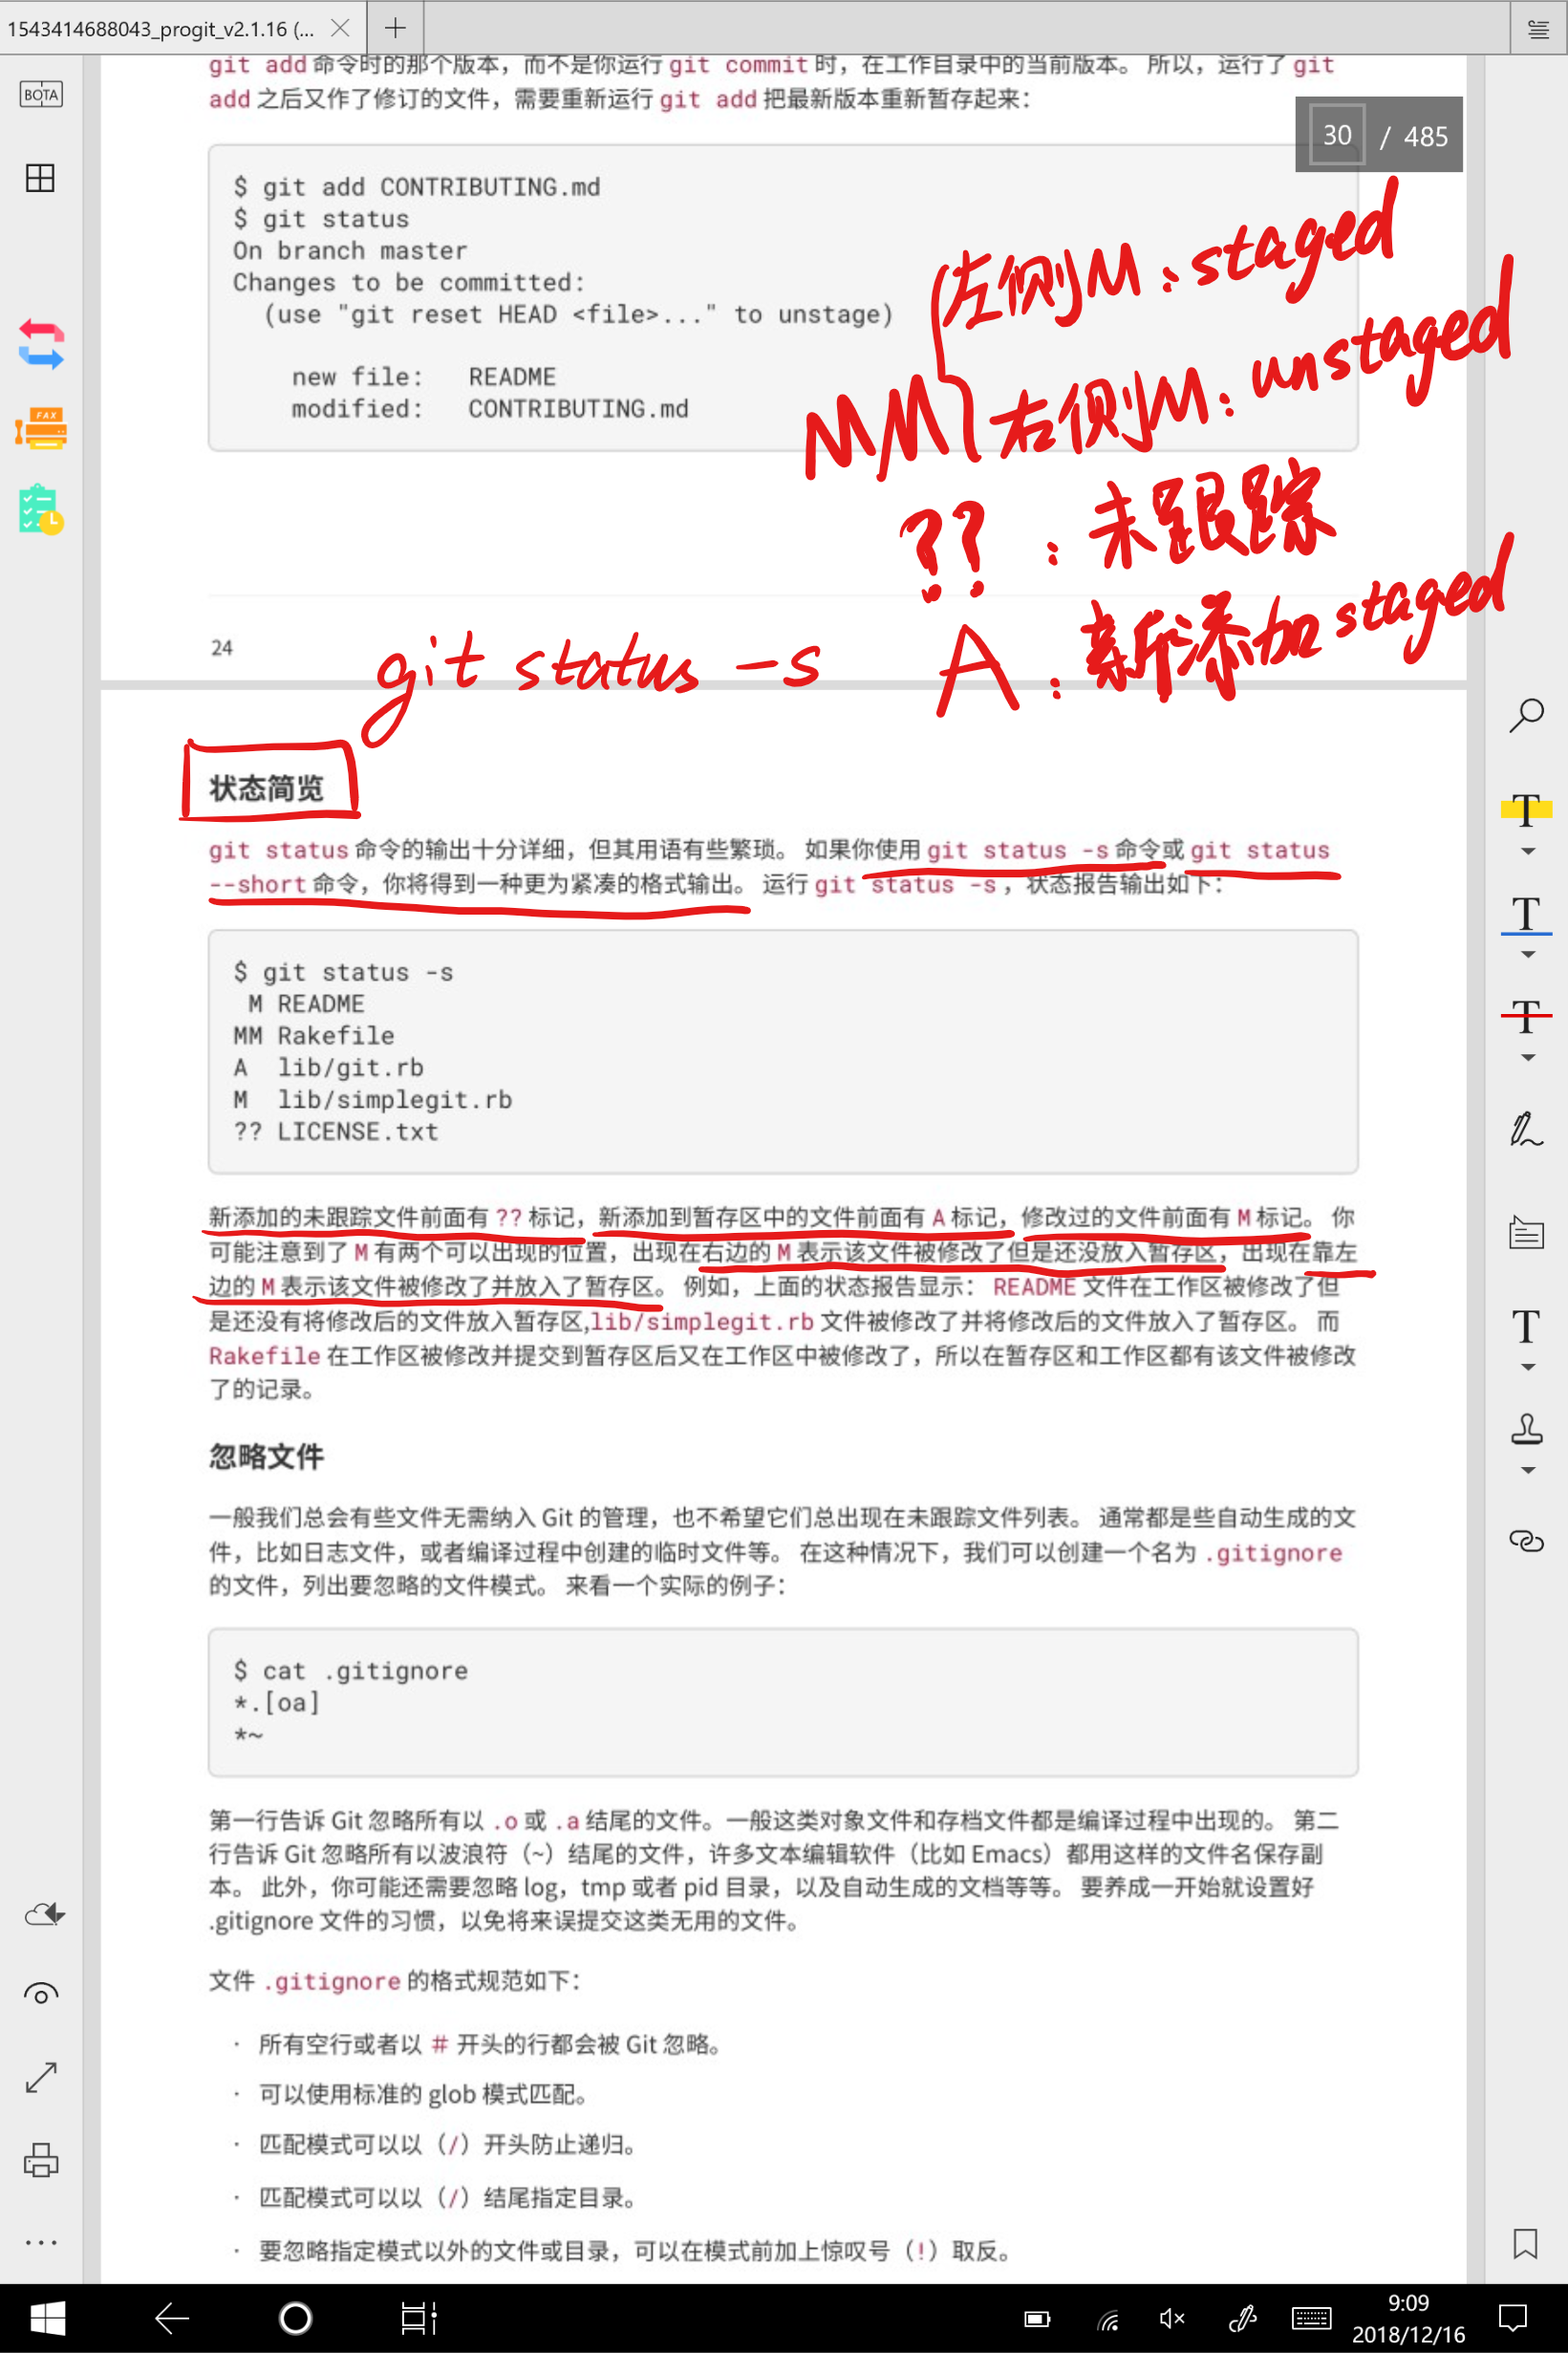 1543414688043_progit_v2.1.16 (...
BOTA
git add 命令时的那个版本，而不是你运行 git commit 时，在工作目录中的当前版本。 所以，运行了 git
add 之后又作了修订的文件，需要重新运行 git add 把最新版本重新暂存起来：
30 / 485
$ git add CONTRIBUTING.md
$ git status
On branch master
Changes to be committed:
(use "git reset HEAD <file>..." to unstage)
new file: README
modified: CONTRIBUTING.md
左侧M：staged
MM
右侧M：unstaged
??：未跟踪
A：新添加staged
FAX
24
git status -s
状态简览
git status 命令的输出十分详细，但其用语有些繁琐。 如果你使用 git status -s 命令或 git status
--short 命令，你将得到一种更为紧凑的格式输出。 运行 git status -s ，状态报告输出如下：
$ git status -s
 M README
MM Rakefile
A  lib/git.rb
M  lib/simplegit.rb
?? LICENSE.txt
新添加的未跟踪文件前面有 ?? 标记，新添加到暂存区中的文件前面有 A 标记，修改过的文件前面有 M 标记。 你
可能注意到了 M 有两个可以出现的位置，出现在右边的 M 表示该文件被修改了但是还没放入暂存区，出现在靠左
边的 M 表示该文件被修改了并放入了暂存区。 例如，上面的状态报告显示： README 文件在工作区被修改了但
是还没有将修改后的文件放入暂存区,lib/simplegit.rb 文件被修改了并将修改后的文件放入了暂存区。 而
Rakefile 在工作区被修改并提交到暂存区后又在工作区中被修改了，所以在暂存区和工作区都有该文件被修改
了的记录。
忽略文件
一般我们总会有些文件无需纳入 Git 的管理，也不希望它们总出现在未跟踪文件列表。 通常都是些自动生成的文
件，比如日志文件，或者编译过程中创建的临时文件等。 在这种情况下，我们可以创建一个名为 .gitignore
的文件，列出要忽略的文件模式。 来看一个实际的例子：
$ cat .gitignore
*.[oa]
*~
第一行告诉 Git 忽略所有以 .o 或 .a 结尾的文件。一般这类对象文件和存档文件都是编译过程中出现的。 第二
行告诉 Git 忽略所有以波浪符（~）结尾的文件，许多文本编辑软件（比如 Emacs）都用这样的文件名保存副
本。 此外，你可能还需要忽略 log，tmp 或者 pid 目录，以及自动生成的文档等等。 要养成一开始就设置好
.gitignore 文件的习惯，以免将来误提交这类无用的文件。
文件 .gitignore 的格式规范如下：
· 所有空行或者以 # 开头的行都会被 Git 忽略。
· 可以使用标准的 glob 模式匹配。
· 匹配模式可以以（/）开头防止递归。
· 匹配模式可以以（/）结尾指定目录。
· 要忽略指定模式以外的文件或目录，可以在模式前加上惊叹号（!）取反。
9:09
2018/12/16